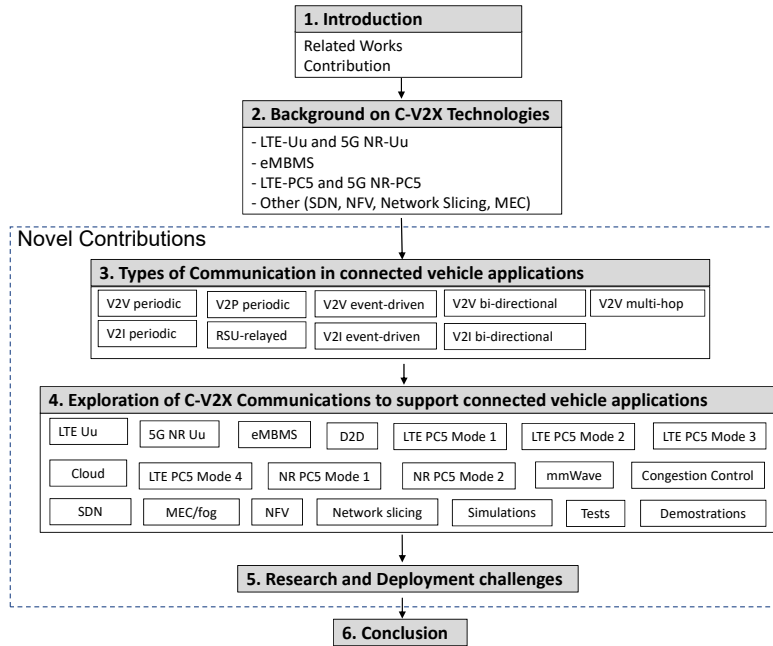 1. Introduction
Related Works
Contribution
2. Background on C-V2X Technologies
- LTE-Uu and 5G NR-Uu
- eMBMS
- LTE-PC5 and 5G NR-PC5
- Other (SDN, NFV, Network Slicing, MEC)
Novel Contributions
3. Types of Communication in connected vehicle applications
V2V periodic V2P periodic V2V event-driven V2V bi-directional V2V multi-hop
V2I periodic RSU-relayed V2I event-driven V2I bi-directional
4. Exploration of C-V2X Communications to support connected vehicle applications
LTE Uu 5G NR Uu eMBMS D2D LTE PC5 Mode 1 LTE PC5 Mode 2 LTE PC5 Mode 3
Cloud LTE PC5 Mode 4 NR PC5 Mode 1 NR PC5 Mode 2 mmWave Congestion Control
SDN MEC/fog NFV Network slicing Simulations Tests Demostrations
5. Research and Deployment challenges
6. Conclusion